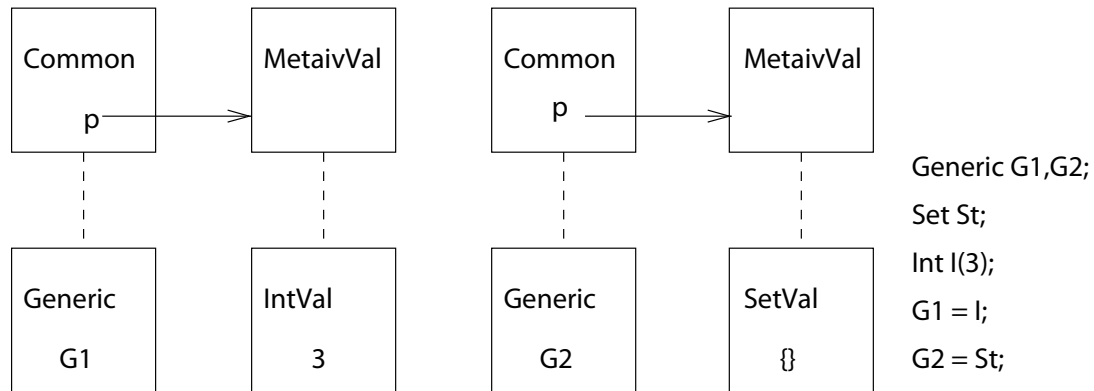 Common
p
MetaivVal
Common
p
MetaivVal
Generic
G1
IntVal
3
Generic
G2
SetVal
{}
Generic G1,G2;
Set St;
Int I(3);
G1 = I;
G2 = St;